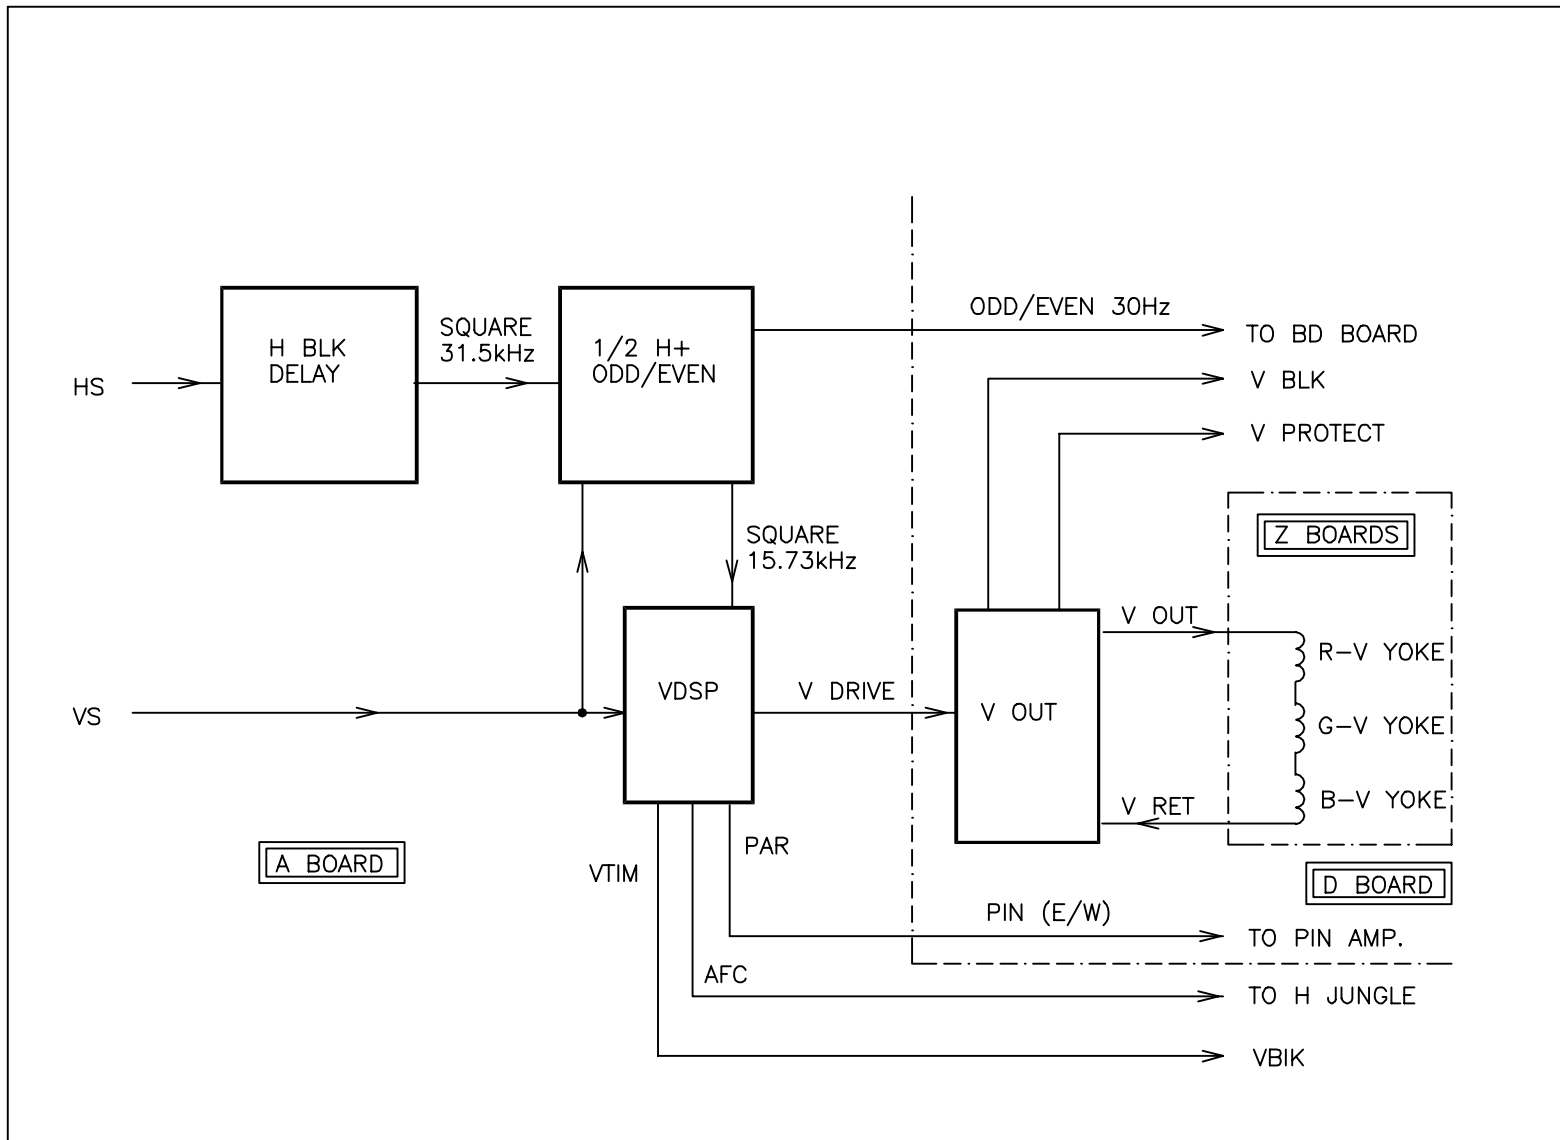 ODD/EVEN 30Hz
TO BD BOARD
SQUARE
31.5kHz
H BLK
DELAY
1/2 H+
ODD/EVEN
HS
V BLK
V PROTECT
SQUARE
15.73kHz
Z BOARDS
V OUT
R-V YOKE
VDSP
V DRIVE
V OUT
G-V YOKE
VS
V RET
B-V YOKE
A BOARD
VTIM
PAR
D BOARD
PIN (E/W)
TO PIN AMP.
AFC
TO H JUNGLE
VBIK